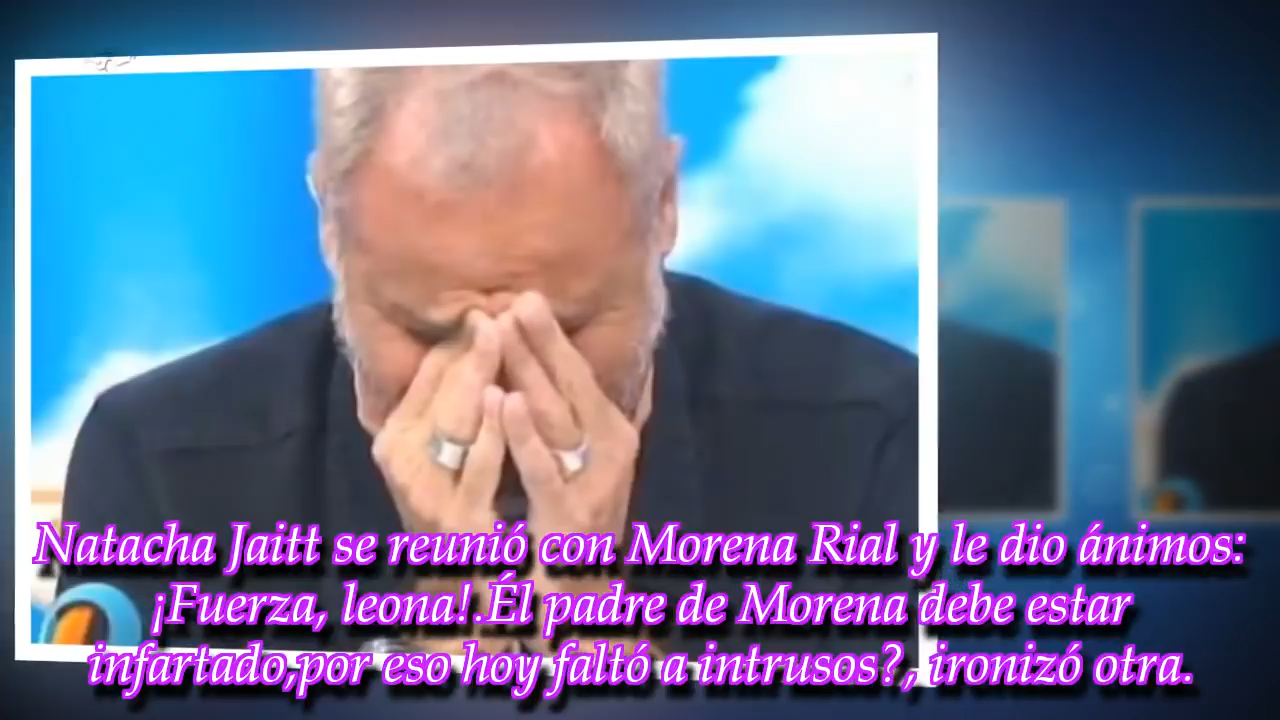 Natacha Jaitt se reunió con Morena Rial y le dio ánimos:
¡Fuerza, leona!.Él padre de Morena debe estar
infartado,por eso hoy faltó a intrusos?, ironizó otra.